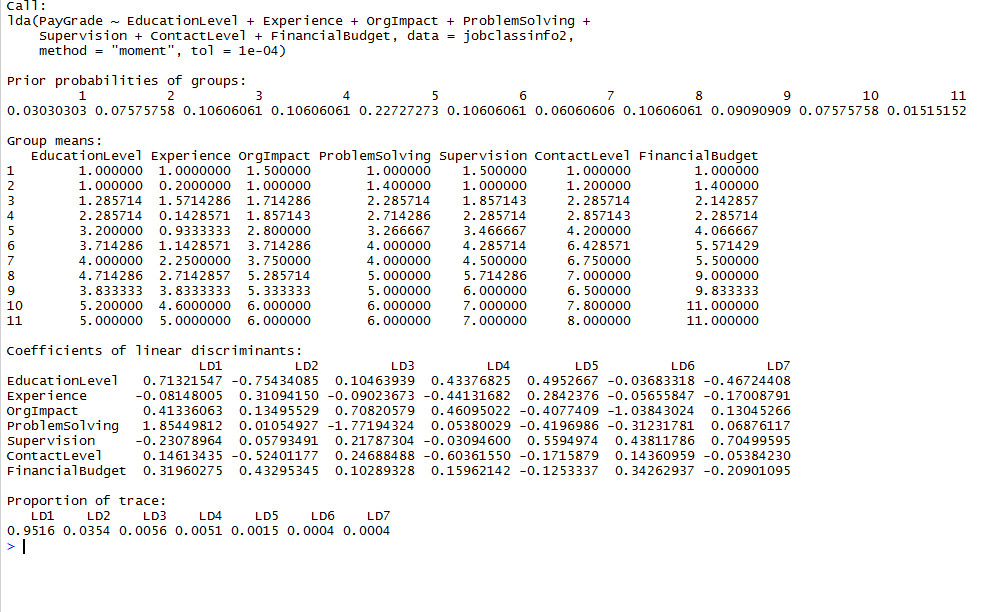 Call:
lda(PayGrade ~ EducationLevel + Experience + OrgImpact + ProblemSolving +
    Supervision + ContactLevel + FinancialBudget, data = jobclassinfo2,
    method = "moment", tol = 1e-04)
Prior probabilities of groups:
         1          2          3          4          5          6          7          8          9         10         11
0.03030303 0.07575758 0.10606061 0.10606061 0.22727273 0.10606061 0.06060606 0.10606061 0.09090909 0.07575758 0.01515152
Group means:
   EducationLevel Experience OrgImpact ProblemSolving Supervision ContactLevel FinancialBudget
1        1.000000  1.0000000  1.500000       1.000000    1.500000     1.000000        1.000000
2        1.000000  0.2000000  1.000000       1.400000    1.000000     1.200000        1.400000
3        1.285714  1.5714286  1.714286       2.285714    1.857143     2.285714        2.142857
4        2.285714  0.1428571  1.857143       2.714286    2.285714     2.857143        2.285714
5        3.200000  0.9333333  2.800000       3.266667    3.466667     4.200000        4.066667
6        3.714286  1.1428571  3.714286       4.000000    4.285714     6.428571        5.571429
7        4.000000  2.2500000  3.750000       4.000000    4.500000     6.750000        5.500000
8        4.714286  2.7142857  5.285714       5.000000    5.714286     7.000000        9.000000
9        3.833333  3.8333333  5.333333       5.000000    6.000000     6.500000        9.833333
10       5.200000  4.6000000  6.000000       6.000000    7.000000     7.800000       11.000000
11       5.000000  5.0000000  6.000000       6.000000    7.000000     8.000000       11.000000
Coefficients of linear discriminants:
                        LD1         LD2         LD3         LD4        LD5         LD6         LD7
EducationLevel   0.71321547 -0.75434085  0.10463939  0.43376825  0.4952667 -0.03683318 -0.46724408
Experience      -0.08148005  0.31094150 -0.09023673 -0.44131682  0.2842376 -0.05655847 -0.17008791
OrgImpact        0.41336063  0.13495529  0.70820579  0.46095022 -0.4077409 -1.03843024  0.13045266
ProblemSolving   1.85449812  0.01054927 -1.77194324  0.05380029 -0.4196986 -0.31231781  0.06876117
Supervision     -0.23078964  0.05793491  0.21787304 -0.03094600  0.5594974  0.43811786  0.70499595
ContactLevel     0.14613435 -0.52401177  0.24688488 -0.60361550 -0.1715879  0.14360959 -0.05384230
FinancialBudget  0.31960275  0.43295345  0.10289328  0.15962142 -0.1253337  0.34262937 -0.20901095
Proportion of trace:
   LD1    LD2    LD3    LD4    LD5    LD6    LD7
0.9516 0.0354 0.0056 0.0051 0.0015 0.0004 0.0004
>